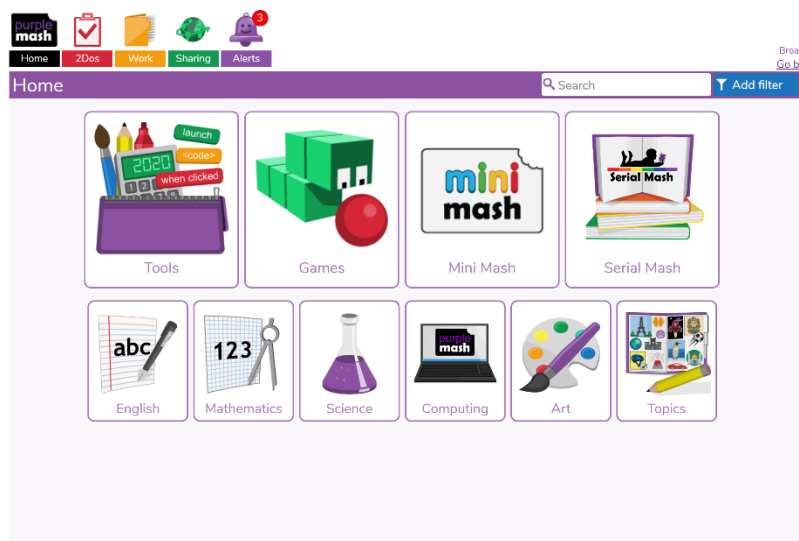 purple
mash
3
Home
2Dos
Work
Sharing
Alerts
Broa
Go b
Home
Search
Add filter
launch
2020
<code>
1 2
when clicked
Tools
Games
mini
mash
Mini Mash
Serial Mash
Serial Mash
abc
English
123
Mathematics
Science
purple
mash
Computing
Art
Topics